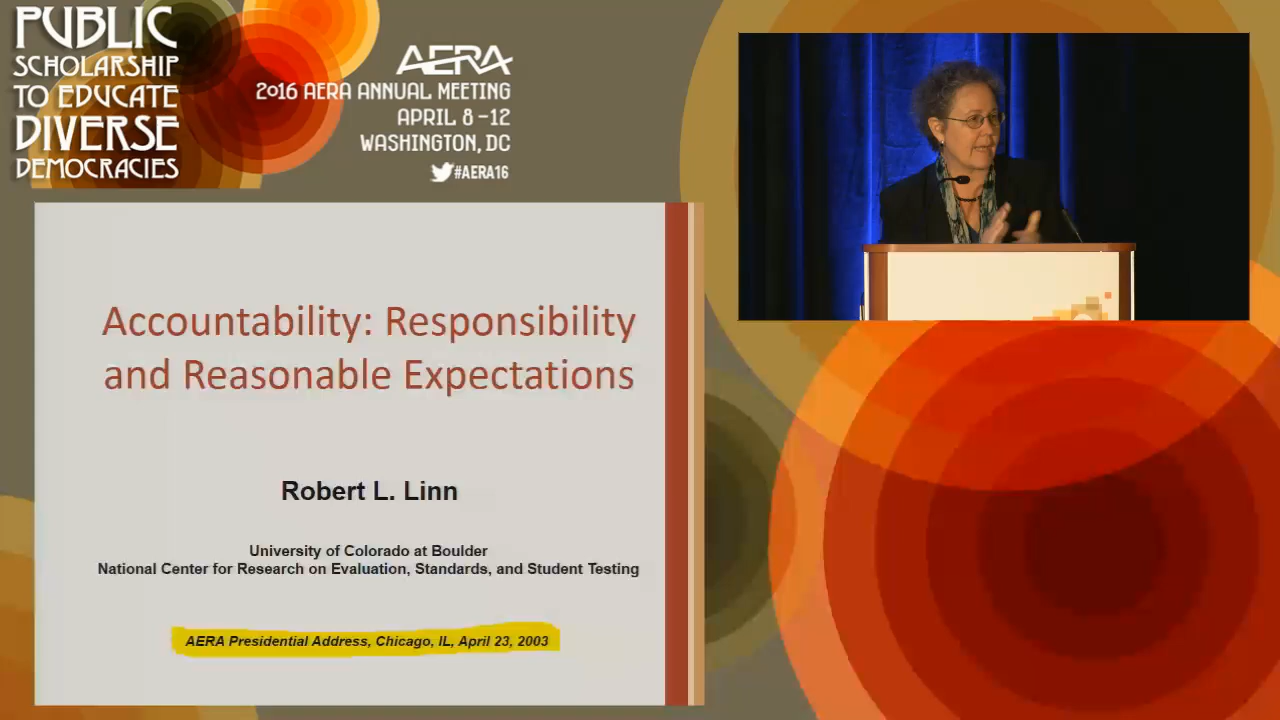 PUBLIC
SCHOLARSHIP
TO EDUCATE
DIVERSE
DEMOCRACIES
AERA
2016 AERA ANNUAL MEETING
APRIL 8 –12
WASHINGTON, DC
#AERA16
Accountability: Responsibility
and Reasonable Expectations
Robert L. Linn
University of Colorado at Boulder
National Center for Research on Evaluation, Standards, and Student Testing
AERA Presidential Address, Chicago, IL, April 23, 2003